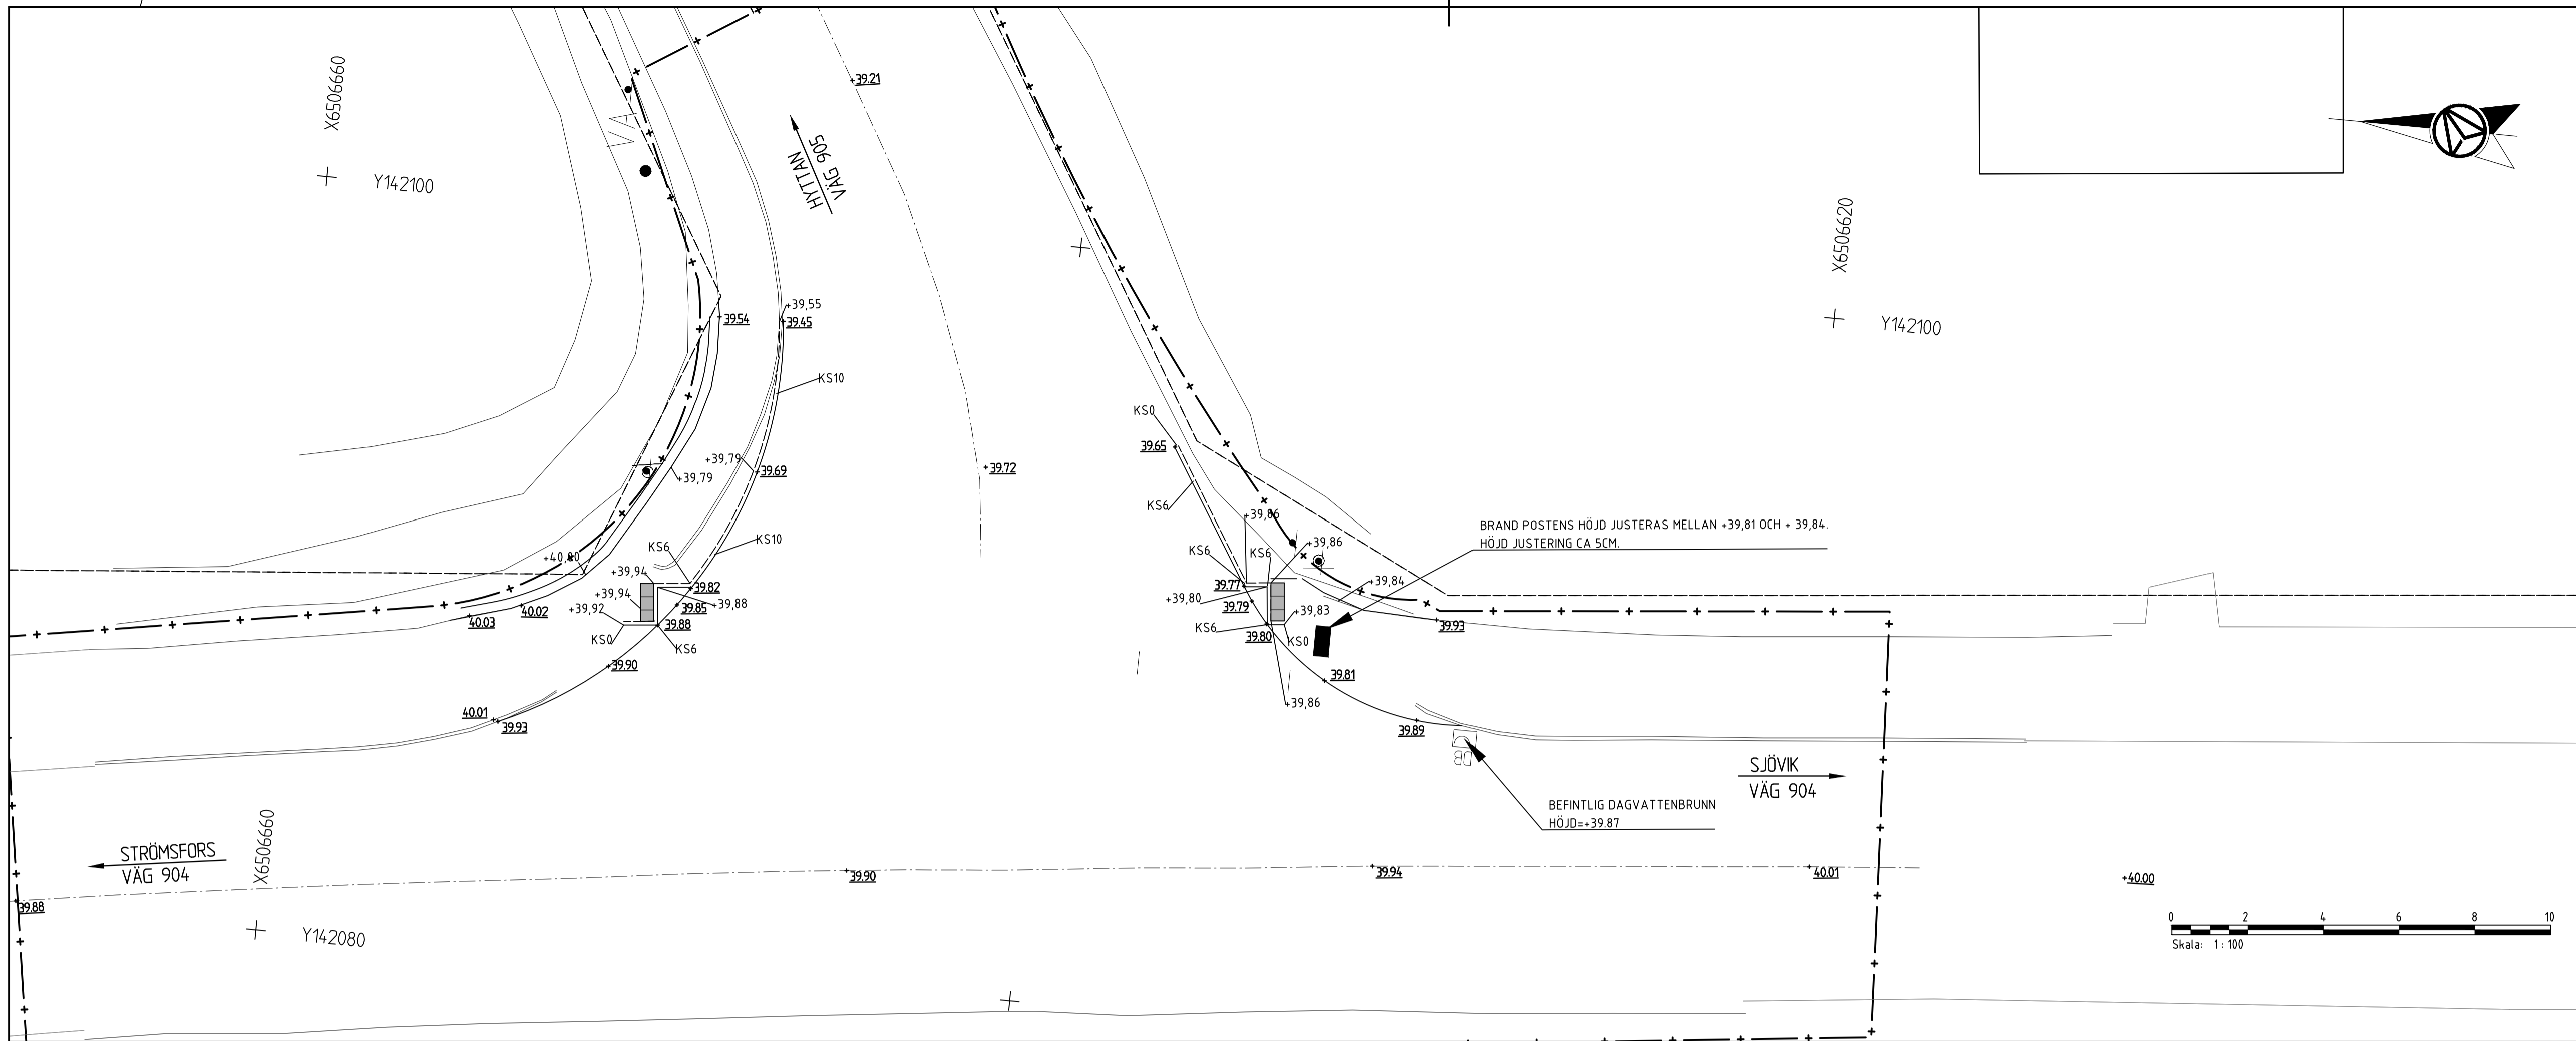 X6506660
Y142100
VA
+39.21
HYTTAN
VÄG 905
X6506620
Y142100
+39,55
39.54
39.45
KS10
KS0
39.65
+39,79
39.69
+39,79
+39.72
KS6
+39,86
BRAND POSTENS HÖJD JUSTERAS MELLAN +39,81 OCH + 39,84.
HÖJD JUSTERING CA 5CM.
KS10
KS6
+39,86
KS6
KS6
+39,94
39.82
39.77
+39,84
+39,94
+39,88
+39,80
+39,92
39.85
39.79
+39,83
40.02
40.03
39.88
KS6
39.80
39.93
KS0
KS6
KS0
39.90
39.81
+39,86
40.01
39.93
39.89
DB
SJÖVIK
VÄG 904
BEFINTLIG DAGVATTENBRUNN
HÖJD=+39.87
X6506660
STRÖMSFORS
VÄG 904
39.90
39.94
40.01
+40.00
39.88
Y142080
0 2 4 6 8 10
Skala: 1:100